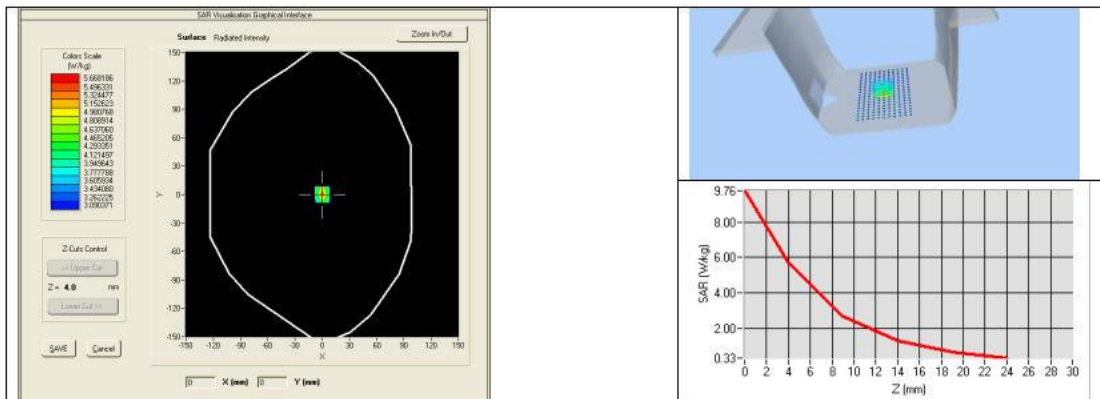 SAR Visualisation Graphical Interface
Surface Radiated Intensity
Zoom In/Out
Colors Scale
(W/kg)
5.668186
5.496331
5.324477
5.152623
4.980768
4.808914
4.637060
4.465205
4.293351
4.121497
3.949643
3.777788
3.605934
3.434080
3.262225
3.090371
Z-Cuts Control
<< Upper Cut
Z = 4.0 mm
Lower Cut >>
SAVE Cancel
150
120
90
60
30
0
-30
-60
-90
-120
-150
Y
-150 -120 -90 -60 -30 0 30 60 90 120 150
X
0 X (mm) 0 Y (mm)
9.76
8.00
6.00
4.00
2.00
0.33
SAR (W/kg)
0 2 4 6 8 10 12 14 16 18 20 22 24 26 28 30
Z (mm)